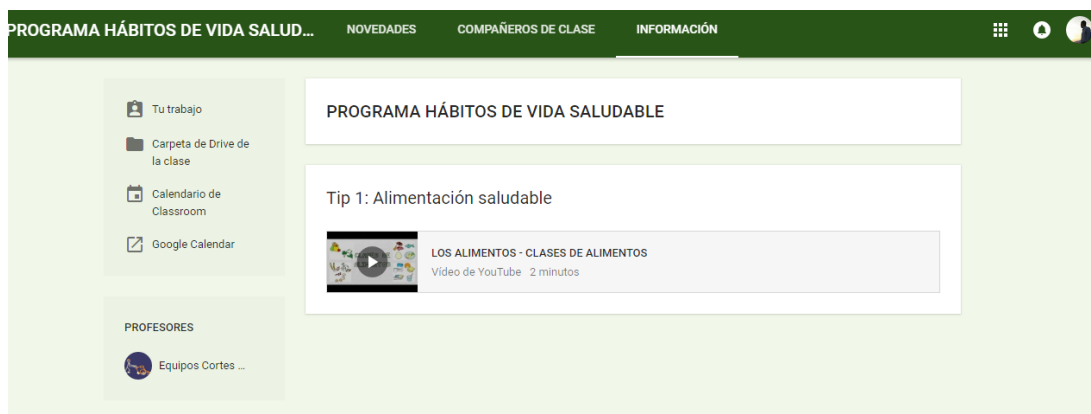 PROGRAMA HÁBITOS DE VIDA SALUD... NOVEDADES COMPAÑEROS DE CLASE INFORMACIÓN
Tu trabajo
Carpeta de Drive de
la clase
Calendario de
Classroom
Google Calendar
PROFESORES
Equipos Cortes ...
PROGRAMA HÁBITOS DE VIDA SALUDABLE
Tip 1: Alimentación saludable
LOS ALIMENTOS - CLASES DE ALIMENTOS
Vídeo de YouTube 2 minutos